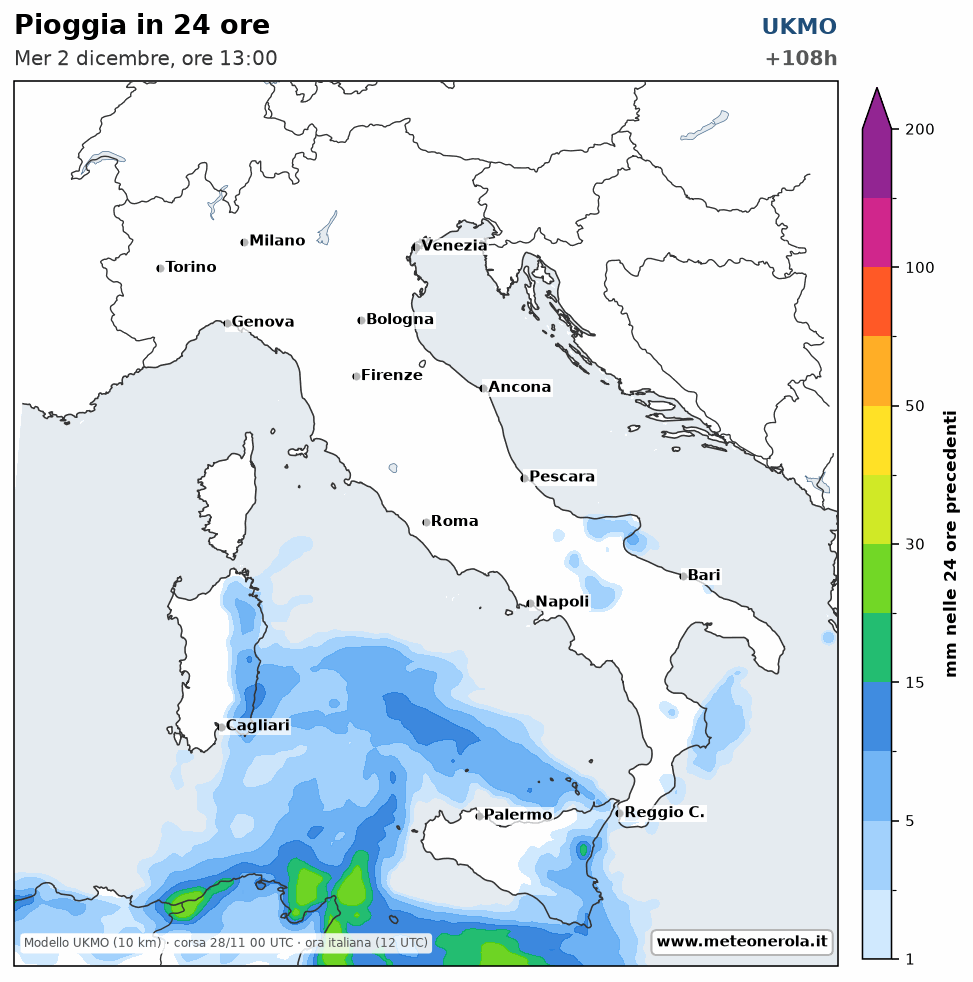 Pioggia in 24 ore
UKMO
Mer 2 dicembre, ore 13:00
+108h
Milano
Venezia
Torino
Genova
Bologna
Firenze
Ancona
Pescara
Roma
Bari
Napoli
Cagliari
Palermo
Reggio C.
Modello UKMO (10 km) · corsa 28/11 00 UTC · ora italiana (12 UTC)
www.meteonerola.it
200
100
50
30
15
5
1
mm nelle 24 ore precedenti